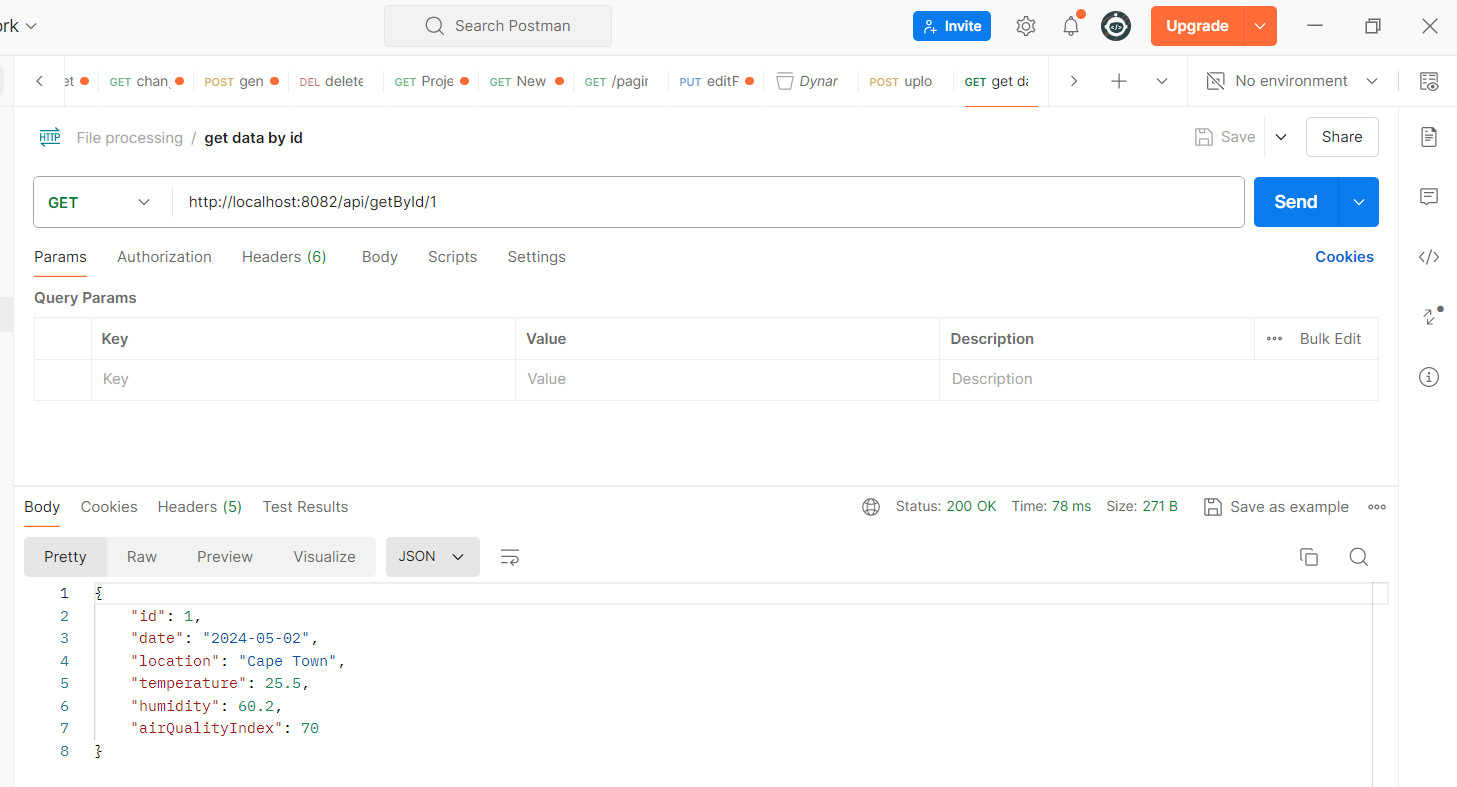 ork
Search Postman
Invite
Upgrade
et GET chan POST gen DEL delete GET Proje GET New GET /pagin PUT editF Dynar POST uplo GET get da No environment
HTTP File processing / get data by id Save Share
GET http://localhost:8082/api/getById/1 Send
Params Authorization Headers (6) Body Scripts Settings Cookies
Query Params
Key Value Description Bulk Edit
Key Value Description
Body Cookies Headers (5) Test Results Status: 200 OK Time: 78 ms Size: 271 B Save as example
Pretty Raw Preview Visualize JSON
1 {
2 "id": 1,
3 "date": "2024-05-02",
4 "location": "Cape Town",
5 "temperature": 25.5,
6 "humidity": 60.2,
7 "airQualityIndex": 70
8 }